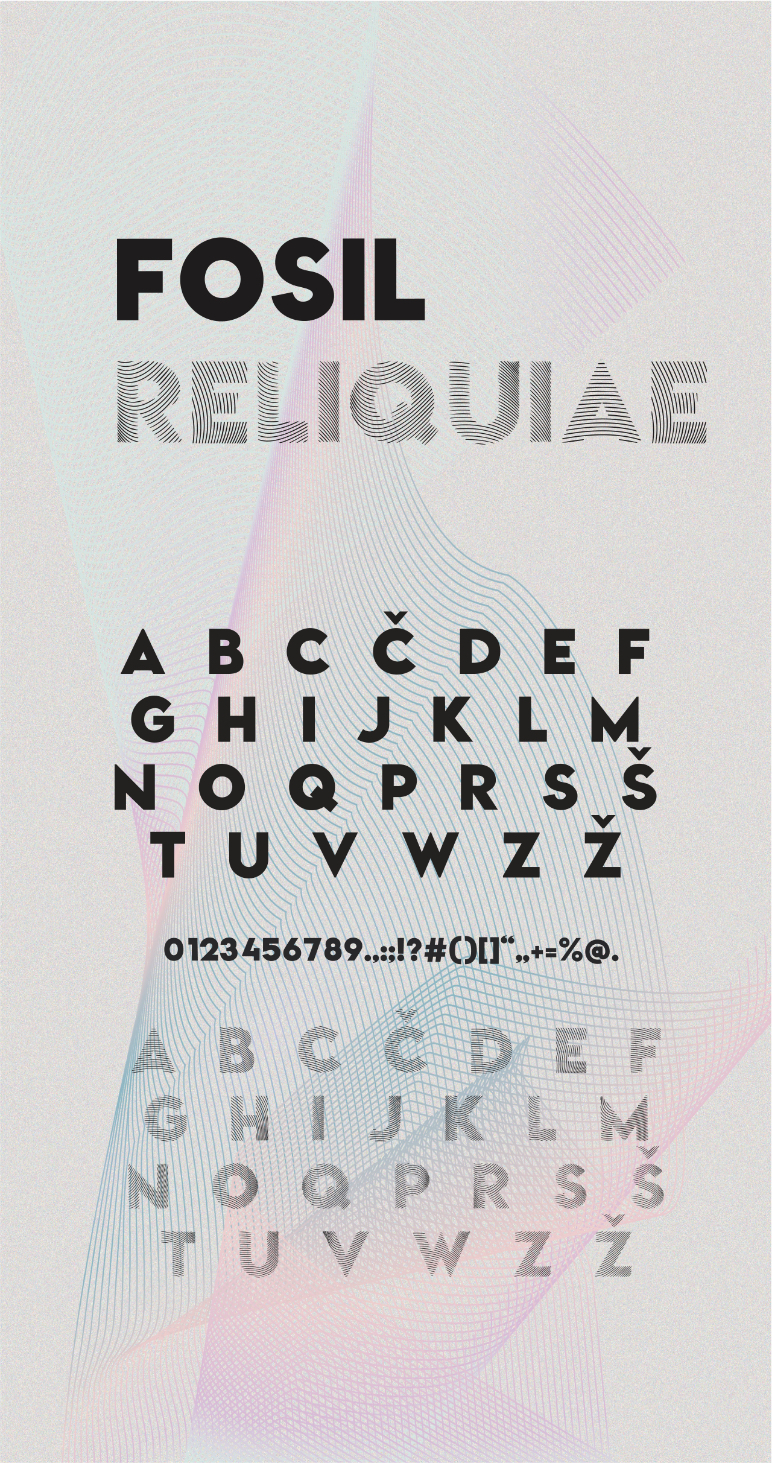 FOSIL
RELIQUIAE
A B C Č D E F
G H I J K L M
N O Q P R S Š
T U V W Z Ž
0123456789.,:;!?#()[]“„+=%@.
A B C Č D E F
G H I J K L M
N O Q P R S Š
T U V W Z Ž